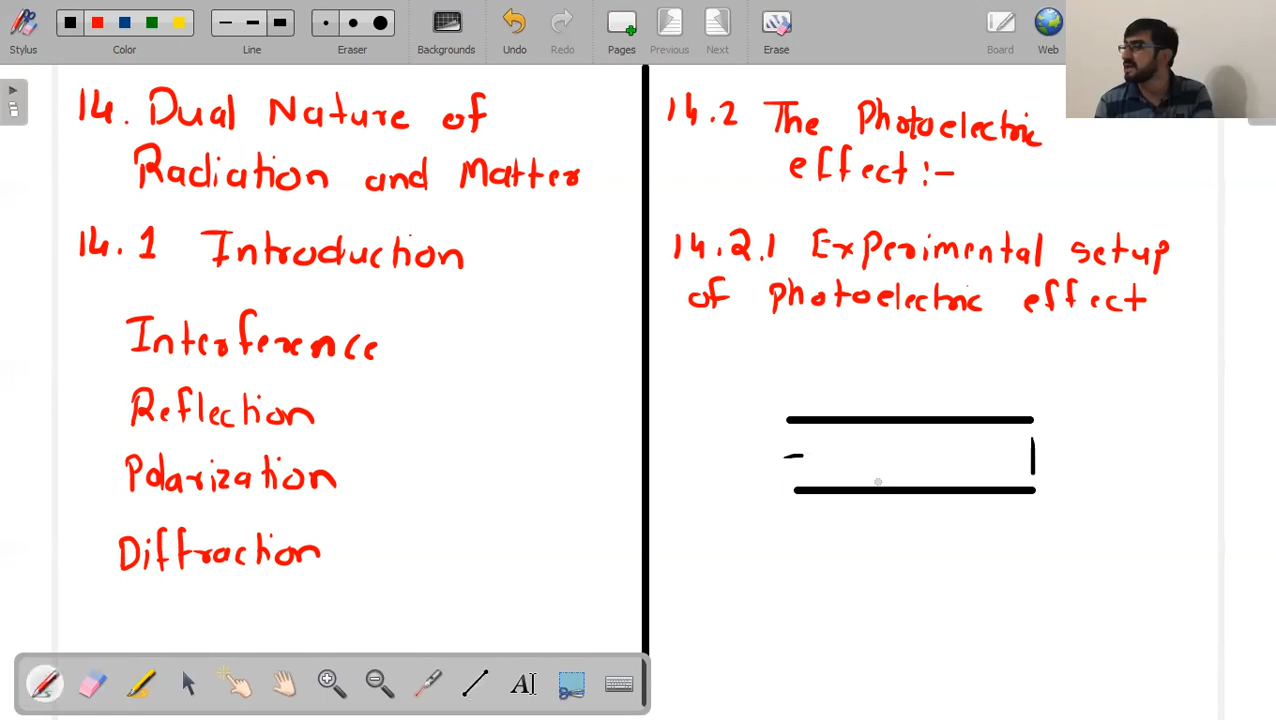 Stylus
Color
Line
Eraser
Backgrounds
Undo
Redo
Pages
Previous
Next
Erase
Board
Web
14. Dual Nature of
Radiation and Matter
14.1 Introduction
Interference
Reflection
Polarization
Diffraction
14.2 The Photoelectric
effect :-
14.2.1 Experimental setup
of photoelectric effect